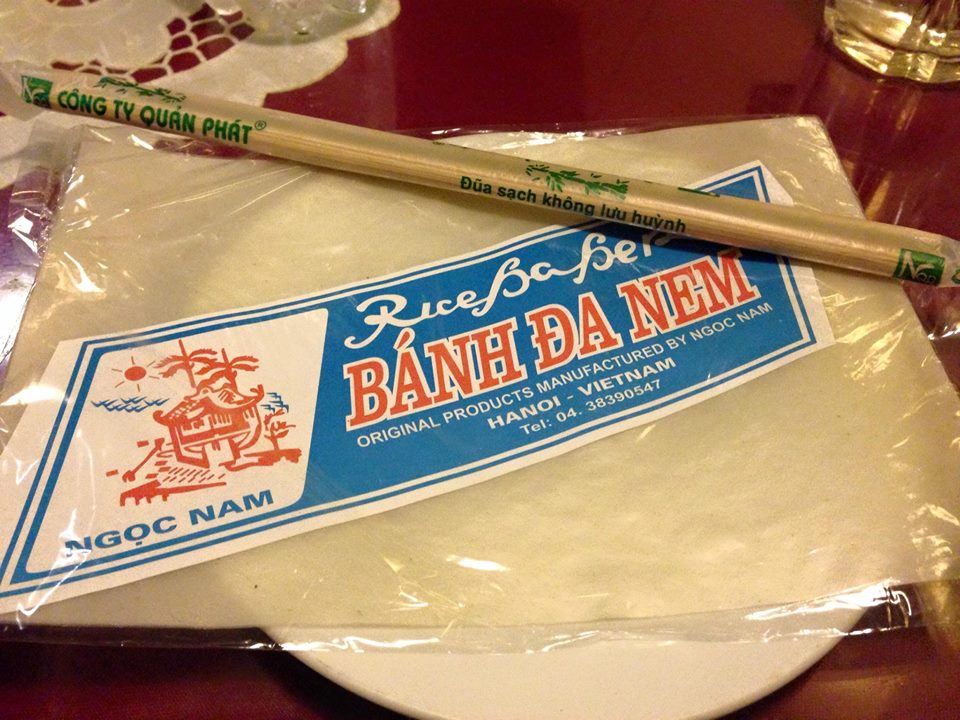 CÔNG TY QUẢN PHÁT®
Đũa sạch không lưu huỳnh
Rice
BÁNH ĐA NEM
ORIGINAL PRODUCTS MANUFACTURED BY NGOC NAM
HANOI - VIETNAM
Tel: 04. 38390547
NGỌC NAM